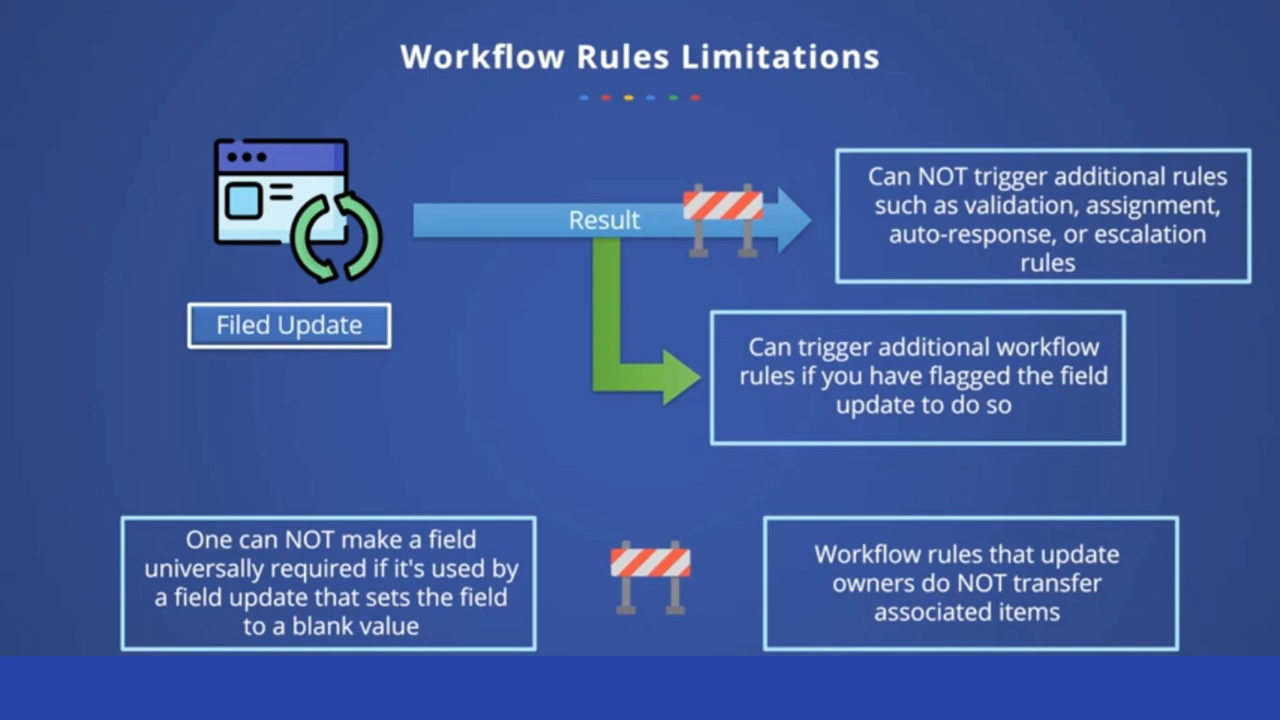 Workflow Rules Limitations
Result
Can NOT trigger additional rules
such as validation, assignment,
auto-response, or escalation
rules
Filed Update
Can trigger additional workflow
rules if you have flagged the field
update to do so
One can NOT make a field
universally required if it's used by
a field update that sets the field
to a blank value
Workflow rules that update
owners do NOT transfer
associated items